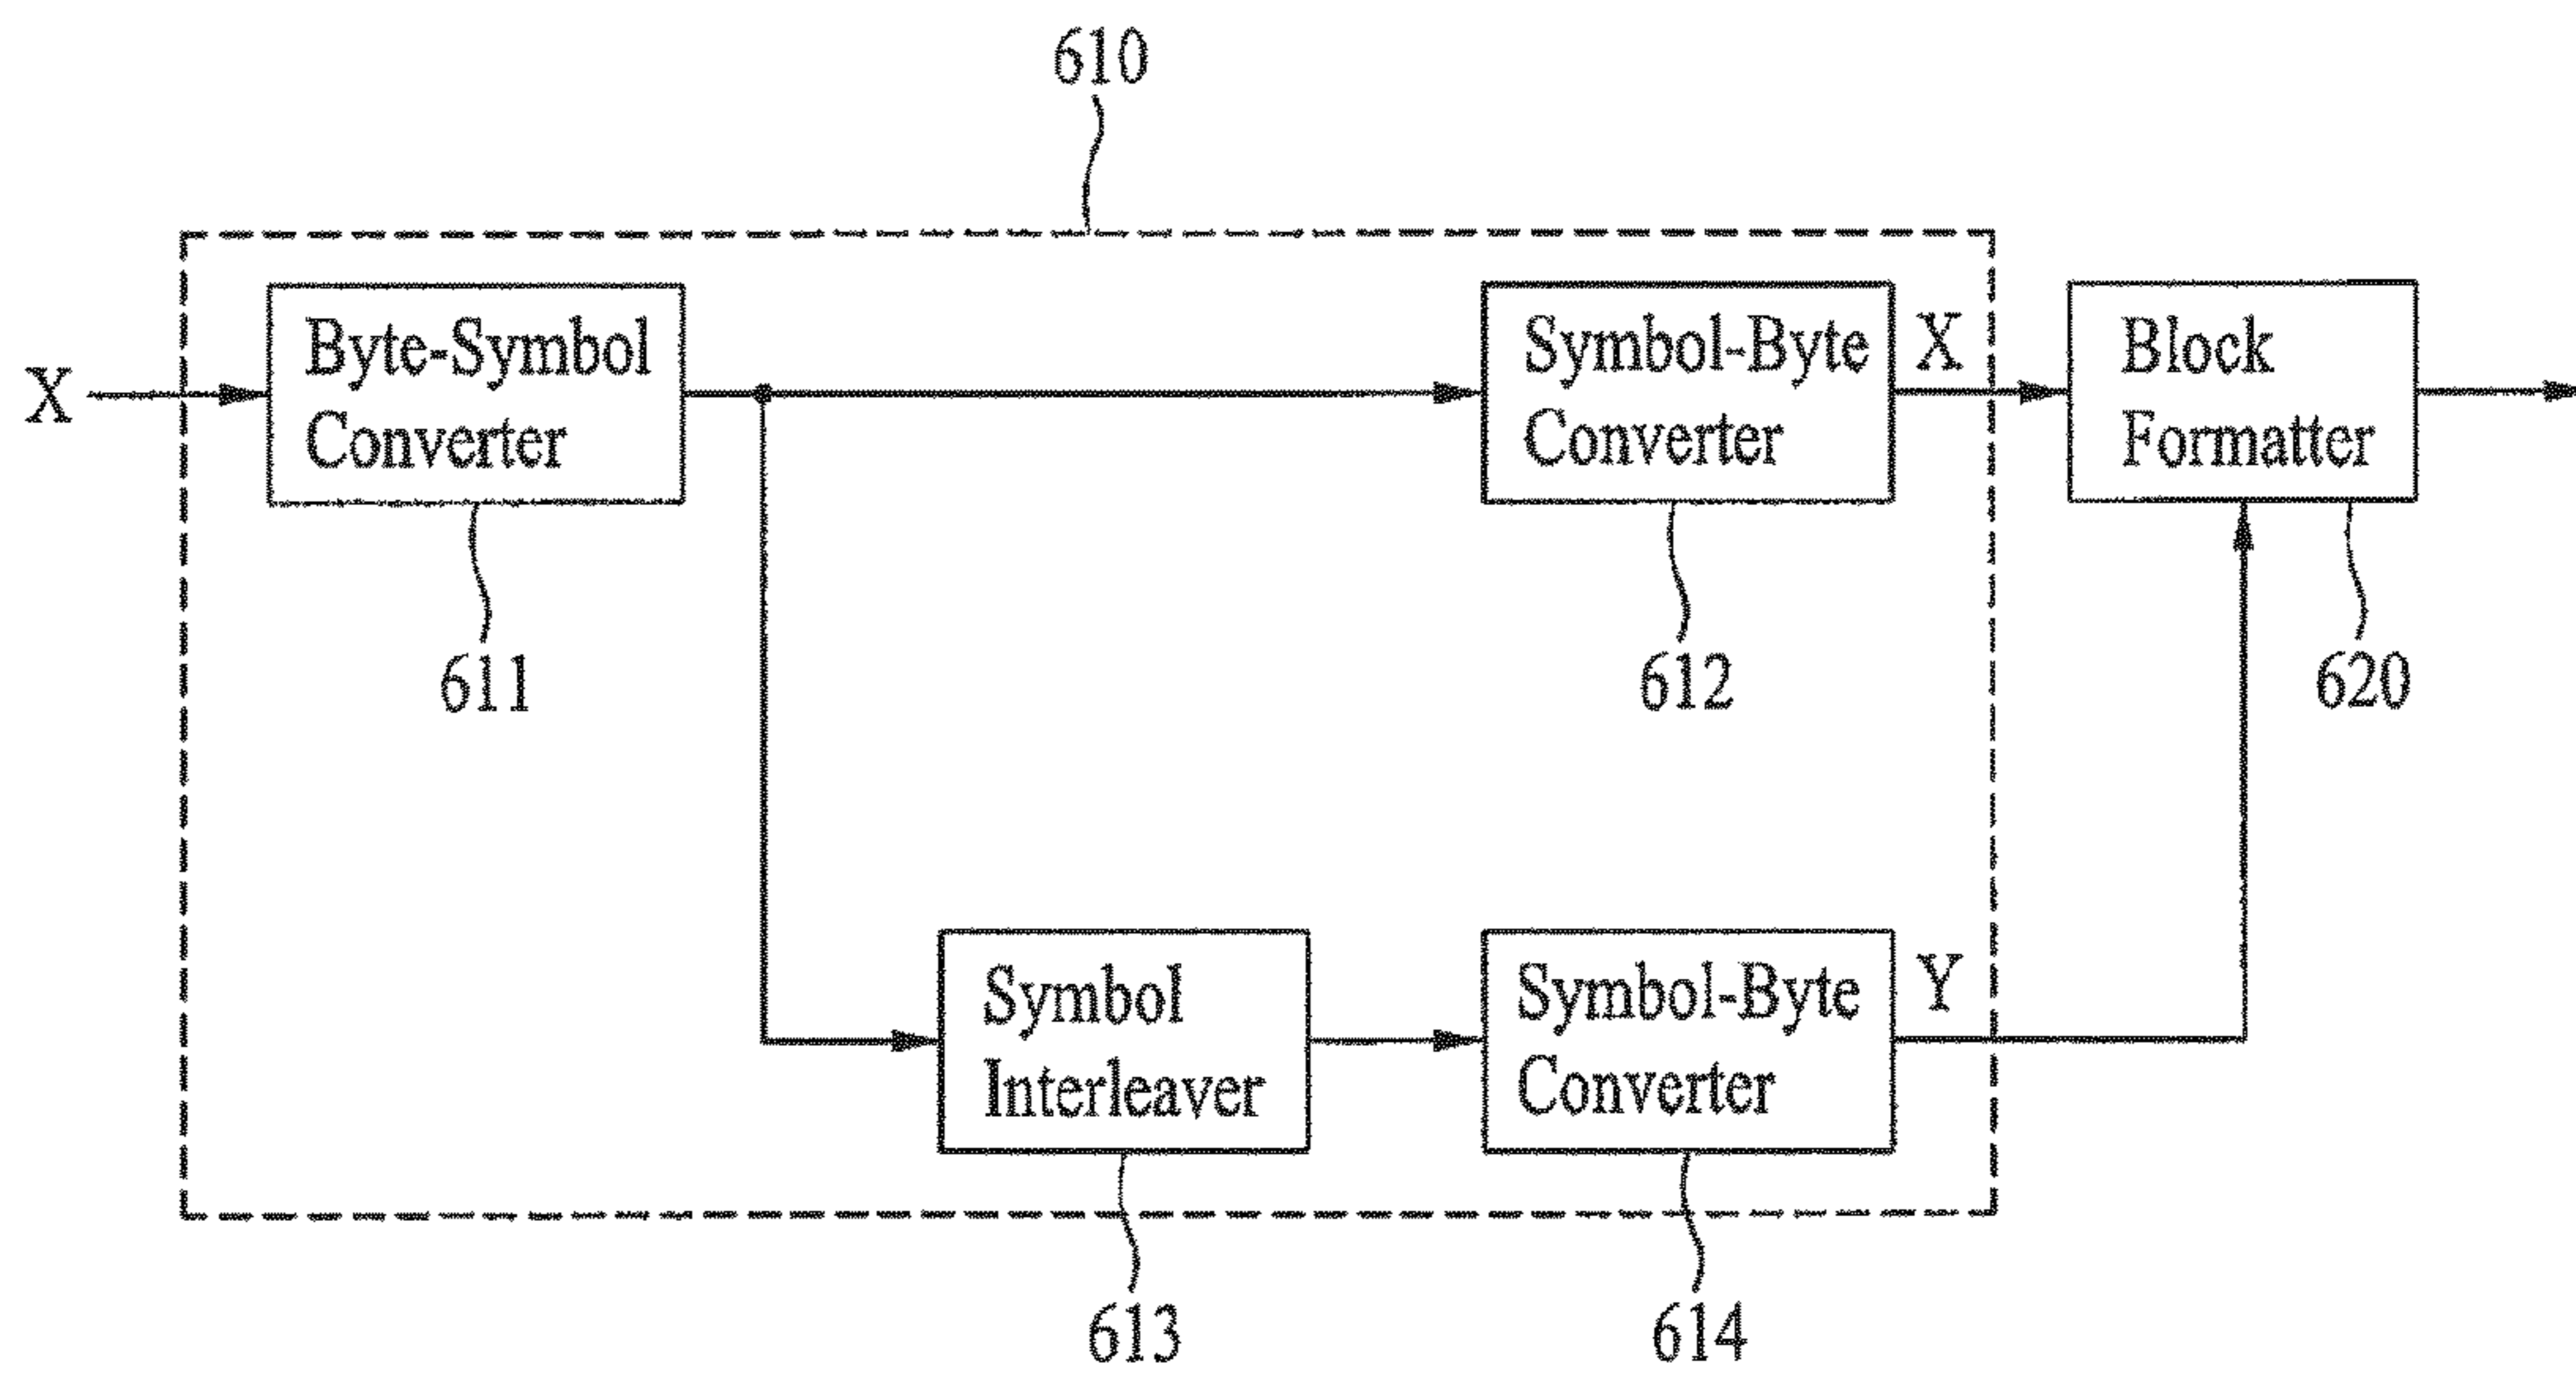 610
X
Byte-Symbol
Converter
Symbol-Byte
Converter
X
Block
Formatter
611
612
620
Symbol
Interleaver
Symbol-Byte
Converter
Y
613
614